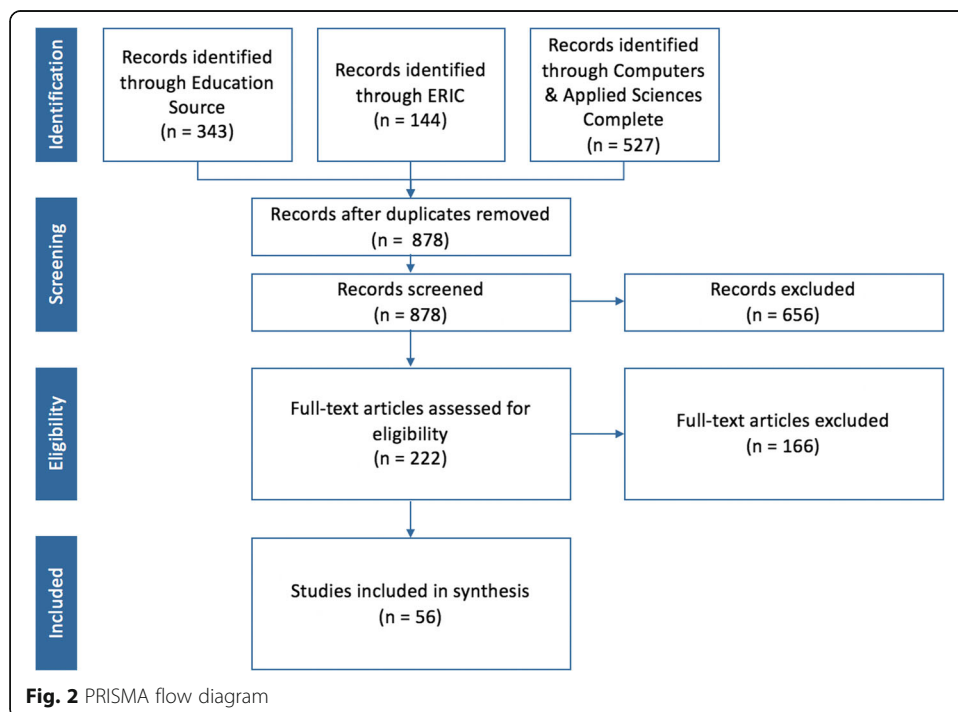 Identification
Records identified
through Education
Source
(n = 343)
Records identified
through ERIC
(n = 144)
Records identified
through Computers
& Applied Sciences
Complete
(n = 527)
Screening
Records after duplicates removed
(n = 878)
Records screened
(n = 878)
Records excluded
(n = 656)
Eligibility
Full-text articles assessed for
eligibility
(n = 222)
Full-text articles excluded
(n = 166)
Included
Studies included in synthesis
(n = 56)
Fig. 2 PRISMA flow diagram